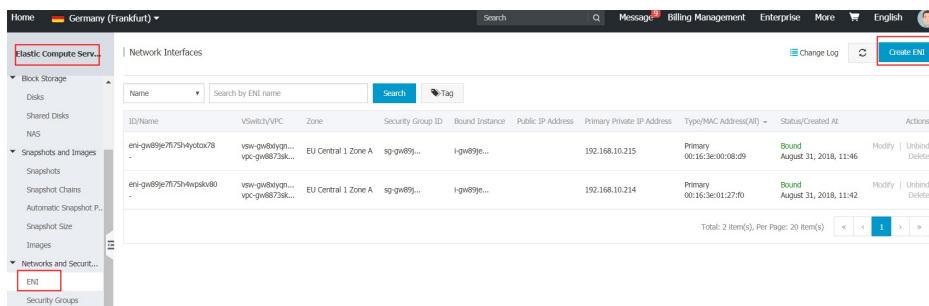 Home Germany (Frankfurt) Search Message 9 Billing Management Enterprise More English
Elastic Compute Serv...
Network Interfaces
Change Log
Create ENI
Block Storage
Disks
Shared Disks
NAS
Snapshots and Images
Snapshots
Snapshot Chains
Automatic Snapshot P...
Snapshot Size
Images
Networks and Securit...
ENI
Security Groups
Name Search by ENI name Search Tag
ID/Name VSwitch/VPC Zone Security Group ID Bound Instance Public IP Address Primary Private IP Address Type/MAC Address(All) Status/Created At Actions
eni-gw89je7fi75h4yotox78 vsw-gw8xiyqn... EU Central 1 Zone A sg-gw89j... i-gw89je... 192.168.10.215 Primary Bound Modify | Unbind
- vpc-gw8873sk... 00:16:3e:00:08:d9 August 31, 2018, 11:46 Delete
eni-gw89je7fi75h4wpskv80 vsw-gw8xiyqn... EU Central 1 Zone A sg-gw89j... i-gw89je... 192.168.10.214 Primary Bound Modify | Unbind
- vpc-gw8873sk... 00:16:3e:01:27:f0 August 31, 2018, 11:42 Delete
Total: 2 item(s), Per Page: 20 item(s) « ‹ 1 › »